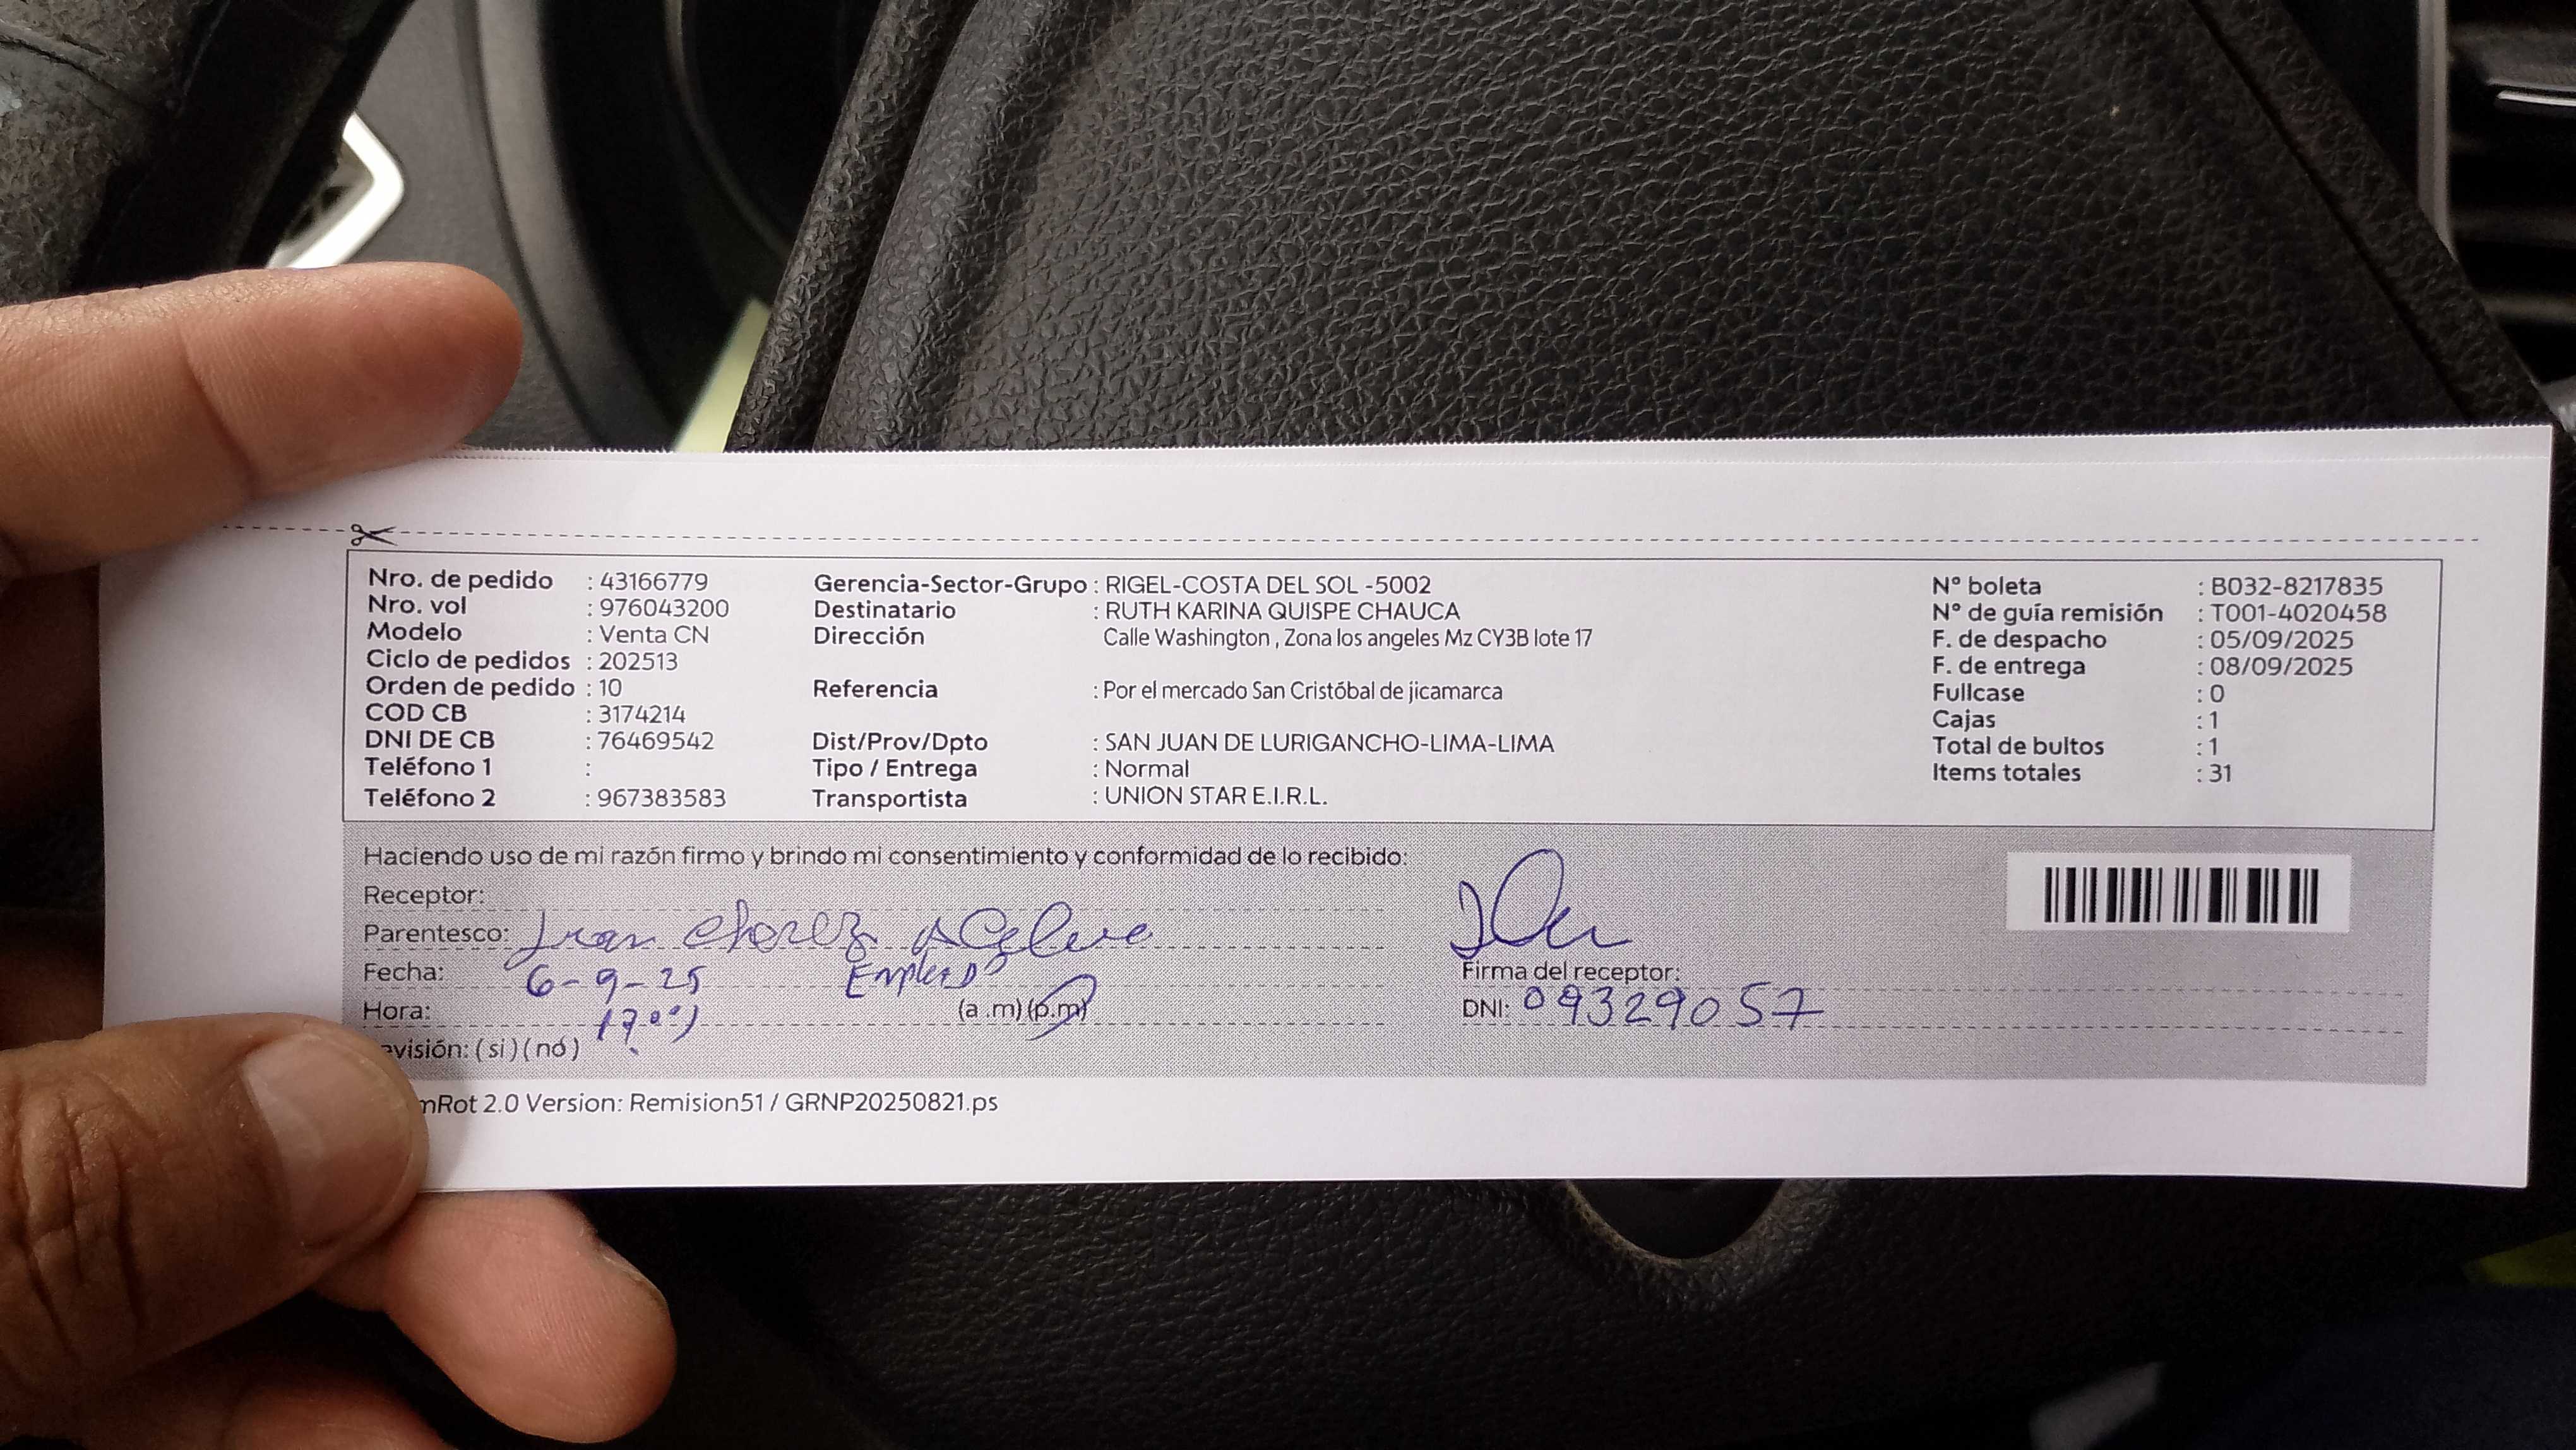 Nro. de pedido : 43166779
Nro. vol : 976043200
Modelo : Venta CN
Ciclo de pedidos : 202513
Orden de pedido : 10
COD CB : 3174214
DNI DE CB : 76469542
Teléfono 1 :
Teléfono 2 : 967383583
Gerencia-Sector-Grupo : RIGEL-COSTA DEL SOL -5002
Destinatario : RUTH KARINA QUISPE CHAUCA
Dirección Calle Washington , Zona los angeles Mz CY3B lote 17
Referencia : Por el mercado San Cristóbal de jicamarca
Dist/Prov/Dpto : SAN JUAN DE LURIGANCHO-LIMA-LIMA
Tipo / Entrega : Normal
Transportista : UNION STAR E.I.R.L.
N° boleta : B032-8217835
N° de guía remisión : T001-4020458
F. de despacho : 05/09/2025
F. de entrega : 08/09/2025
Fullcase : 0
Cajas : 1
Total de bultos : 1
Items totales : 31
Haciendo uso de mi razón firmo y brindo mi consentimiento y conformidad de lo recibido:
Receptor:
Parentesco:
Fecha: 6-9-25
Hora: (a .m) (p.m)
evisión: ( si ) ( no )
Firma del receptor:
DNI: 09329057
mRot 2.0 Version: Remision51 / GRNP20250821.ps